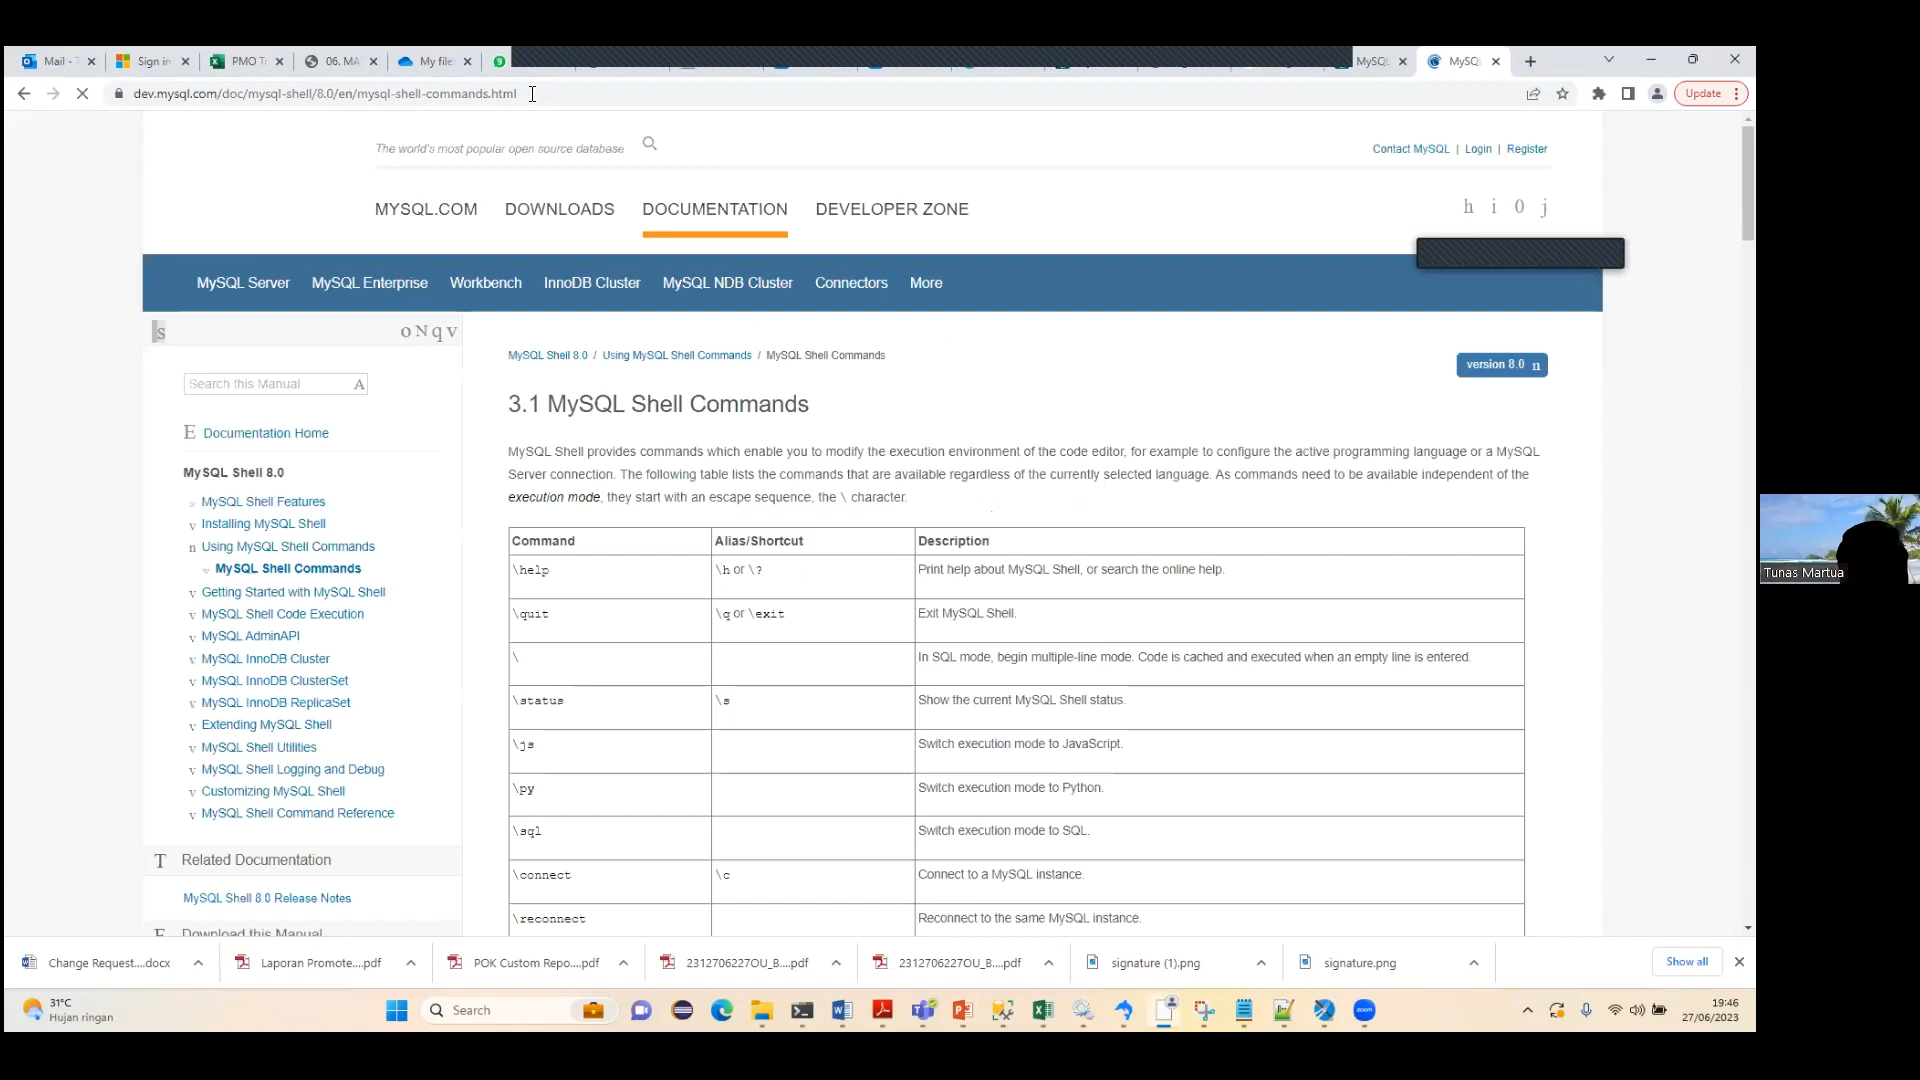 Mail - T
Sign in
PMO To
06. MA
My file
MySQL
MySQL
dev.mysql.com/doc/mysql-shell/8.0/en/mysql-shell-commands.html
Update
The world's most popular open source database
Contact MySQL | Login | Register
MYSQL.COM DOWNLOADS DOCUMENTATION DEVELOPER ZONE
h i 0 j
MySQL Server MySQL Enterprise Workbench InnoDB Cluster MySQL NDB Cluster Connectors More
s o N q v
Search this Manual A
E Documentation Home
MySQL Shell 8.0
MySQL Shell Features
v Installing MySQL Shell
n Using MySQL Shell Commands
MySQL Shell Commands
v Getting Started with MySQL Shell
v MySQL Shell Code Execution
v MySQL AdminAPI
v MySQL InnoDB Cluster
v MySQL InnoDB ClusterSet
v MySQL InnoDB ReplicaSet
v Extending MySQL Shell
v MySQL Shell Utilities
v MySQL Shell Logging and Debug
v Customizing MySQL Shell
v MySQL Shell Command Reference
T Related Documentation
MySQL Shell 8.0 Release Notes
Download this Manual
MySQL Shell 8.0 / Using MySQL Shell Commands / MySQL Shell Commands
version 8.0 n
3.1 MySQL Shell Commands
MySQL Shell provides commands which enable you to modify the execution environment of the code editor, for example to configure the active programming language or a MySQL
Server connection. The following table lists the commands that are available regardless of the currently selected language. As commands need to be available independent of the
execution mode, they start with an escape sequence, the \ character.
Command Alias/Shortcut Description
\help \h or \? Print help about MySQL Shell, or search the online help.
\quit \q or \exit Exit MySQL Shell.
\ In SQL mode, begin multiple-line mode. Code is cached and executed when an empty line is entered.
\status \s Show the current MySQL Shell status.
\js Switch execution mode to JavaScript.
\py Switch execution mode to Python.
\sql Switch execution mode to SQL.
\connect \c Connect to a MySQL instance.
\reconnect Reconnect to the same MySQL instance.
Tunas Martua
Change Request....docx
Laporan Promote....pdf
POK Custom Repo....pdf
2312706227OU_B....pdf
2312706227OU_B....pdf
signature (1).png
signature.png
Show all
31°C
Hujan ringan
Search
zoom
19:46
27/06/2023